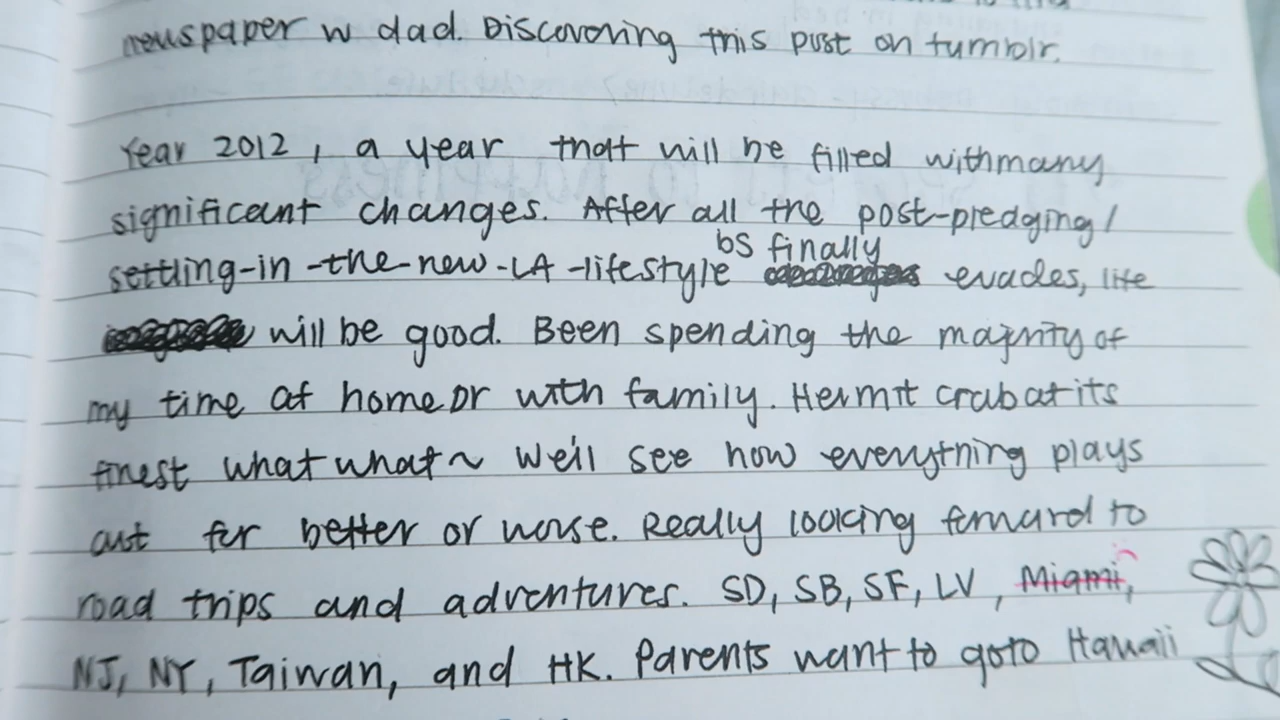 newspaper w dad. Discovering this post on tumblr.
Year 2012, a year that will be filled with many
significant changes. After all the post-pledging/
bs finally
settling-in-the-new-LA-lifestyle evades, life
will be good. Been spending the majority of
my time at home or with family. Hermit crab at its
finest what what~ We'll see how everything plays
out for better or worse. Really looking forward to
road trips and adventures. SD, SB, SF, LV, Miami,
NJ, NY, Taiwan, and HK. Parents want to go to Hawaii